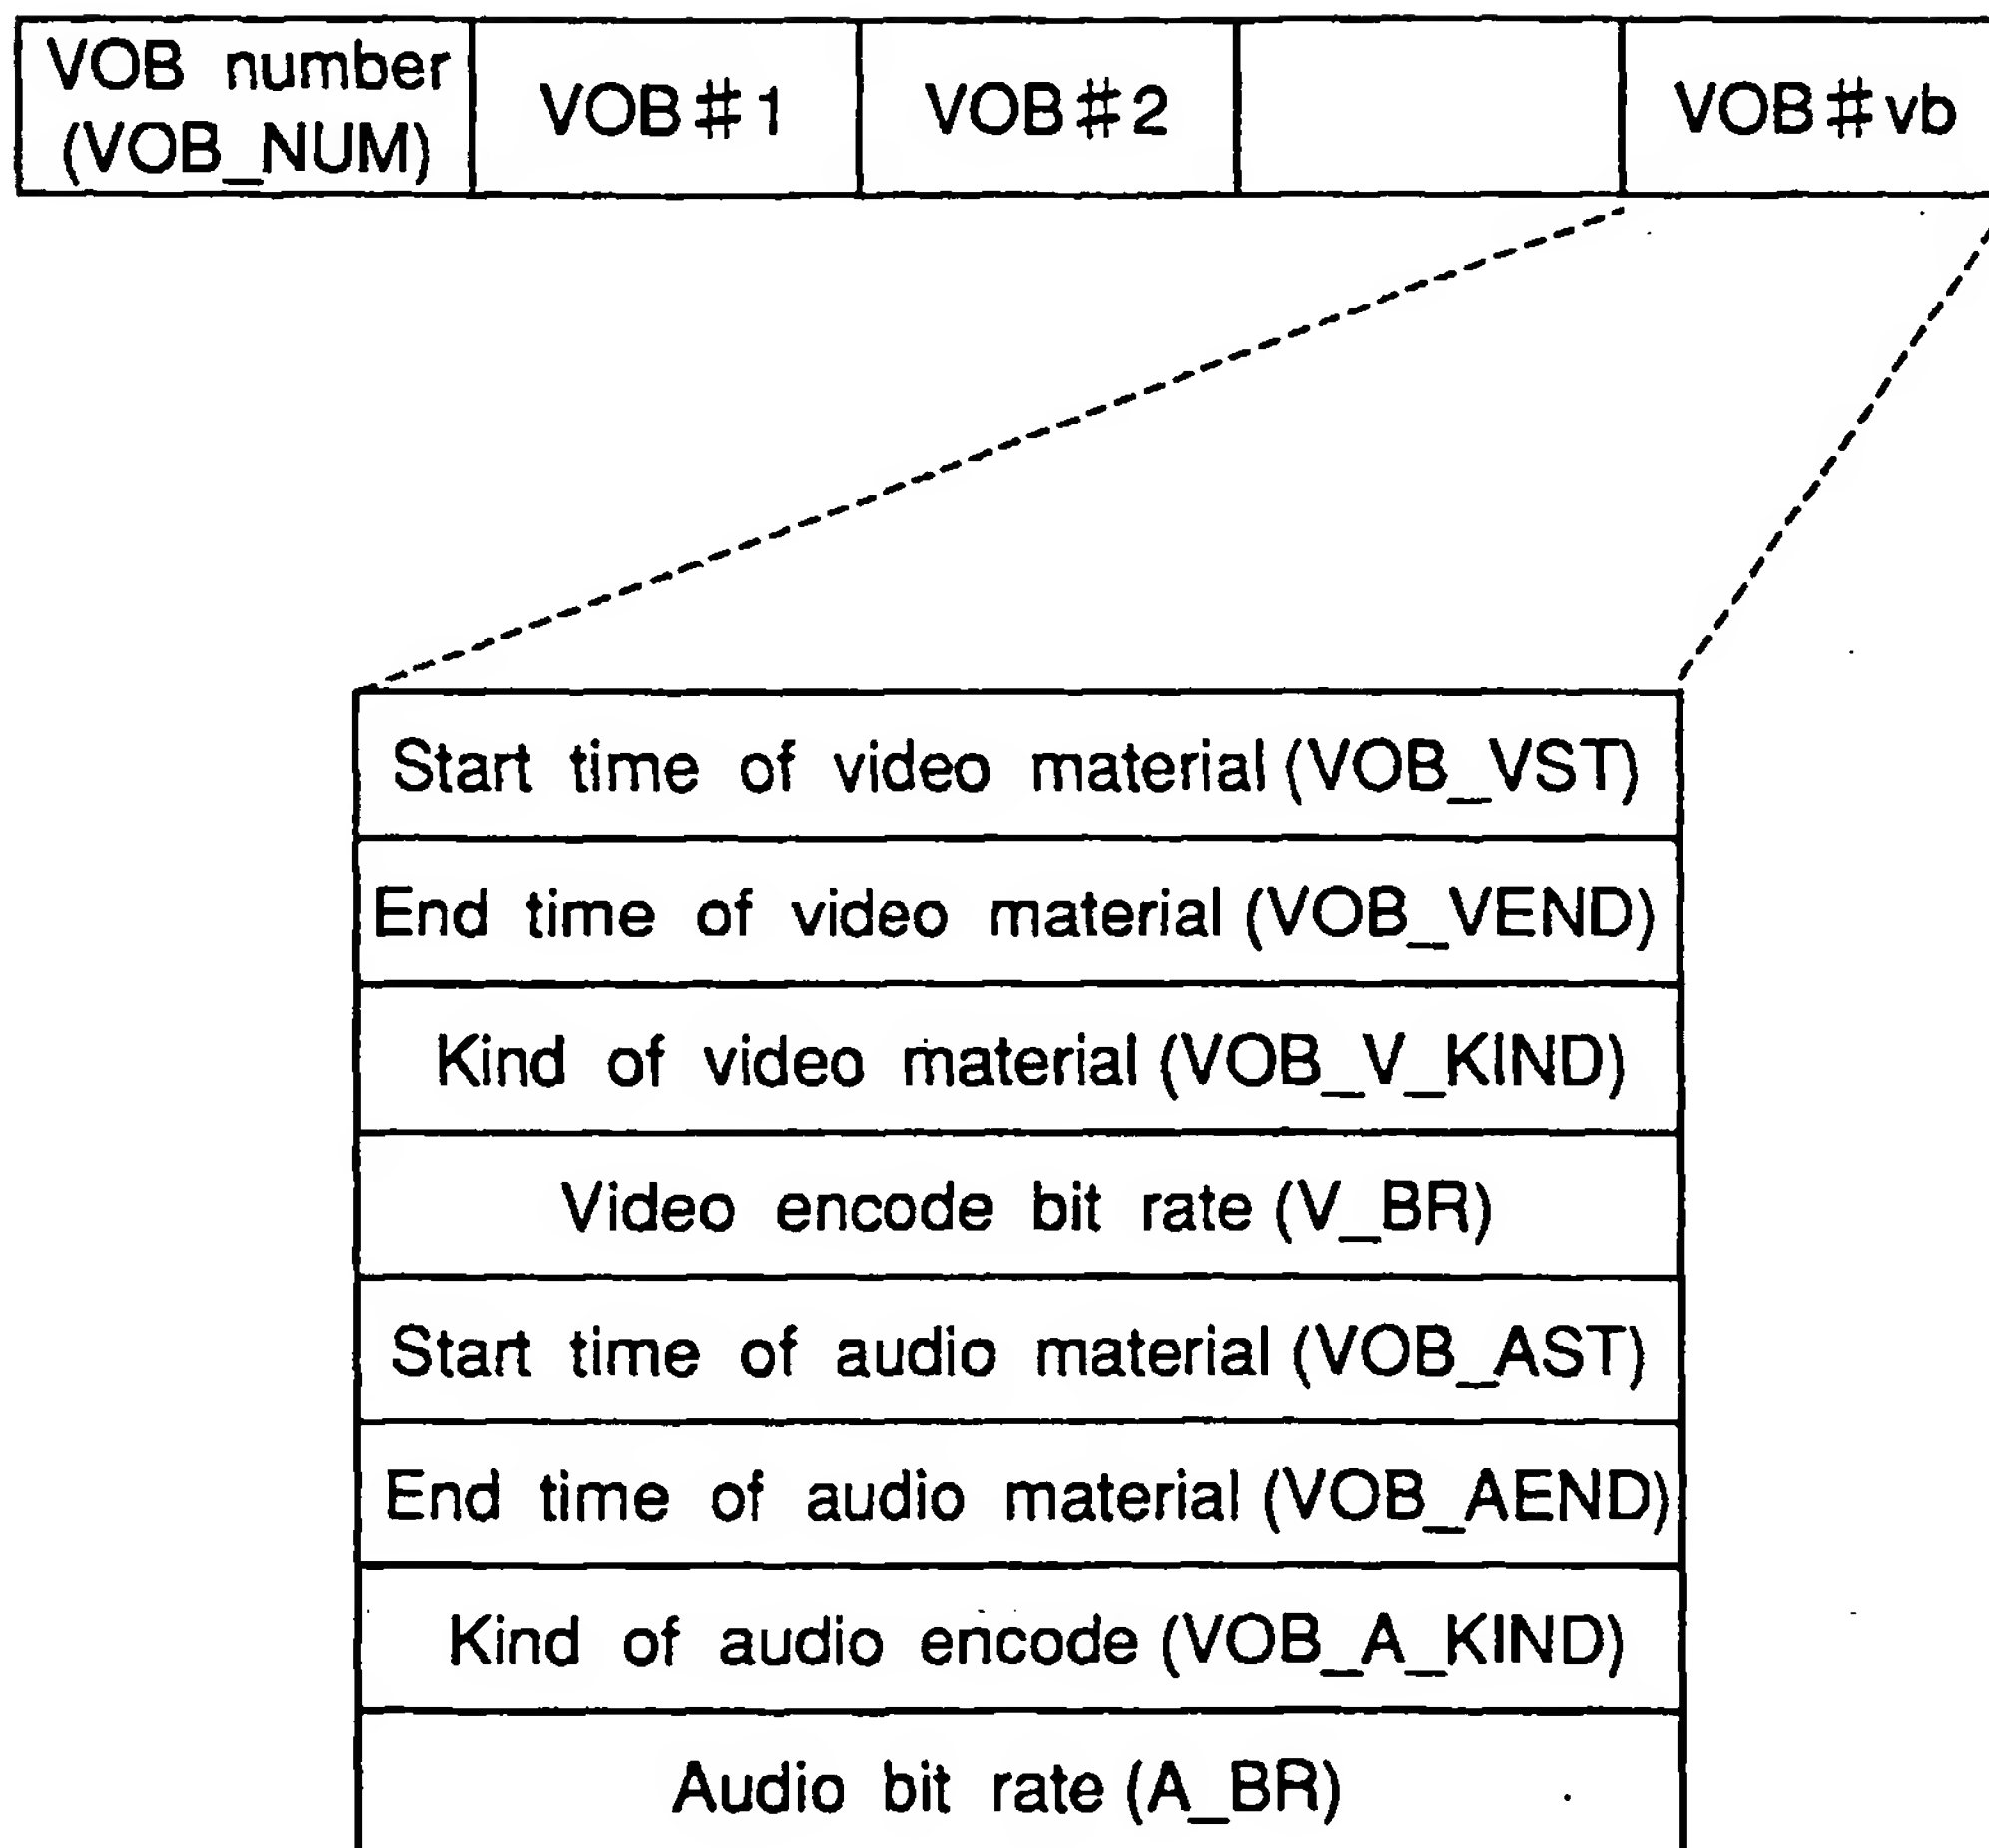 VOB number
(VOB_NUM)
VOB#1
VOB#2
VOB#vb
Start time of video material (VOB_VST)
End time of video material (VOB_VEND)
Kind of video material (VOB_V_KIND)
Video encode bit rate (V_BR)
Start time of audio material (VOB_AST)
End time of audio material (VOB_AEND)
Kind of audio encode (VOB_A_KIND)
Audio bit rate (A_BR)